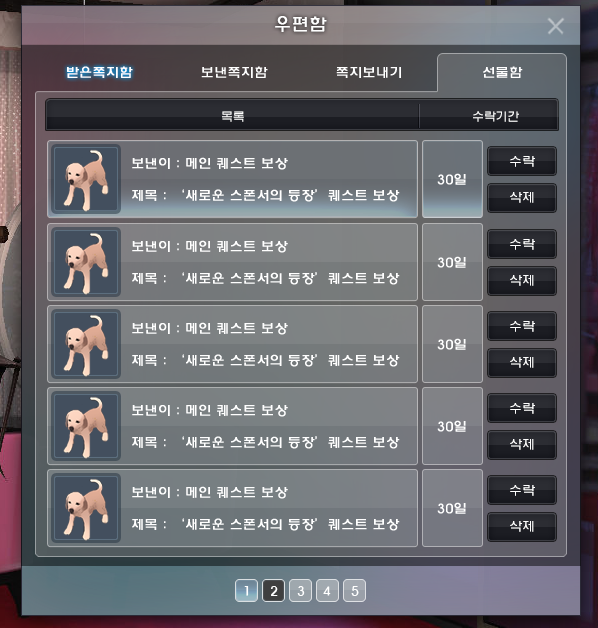 우편함
받은쪽지함 보낸쪽지함 쪽지보내기 선물함
목록 수락기간
보낸이 : 메인 퀘스트 보상
제목 : '새로운 스폰서의 등장' 퀘스트 보상
30일
수락
삭제
보낸이 : 메인 퀘스트 보상
제목 : '새로운 스폰서의 등장' 퀘스트 보상
30일
수락
삭제
보낸이 : 메인 퀘스트 보상
제목 : '새로운 스폰서의 등장' 퀘스트 보상
30일
수락
삭제
보낸이 : 메인 퀘스트 보상
제목 : '새로운 스폰서의 등장' 퀘스트 보상
30일
수락
삭제
보낸이 : 메인 퀘스트 보상
제목 : '새로운 스폰서의 등장' 퀘스트 보상
30일
수락
삭제
1 2 3 4 5